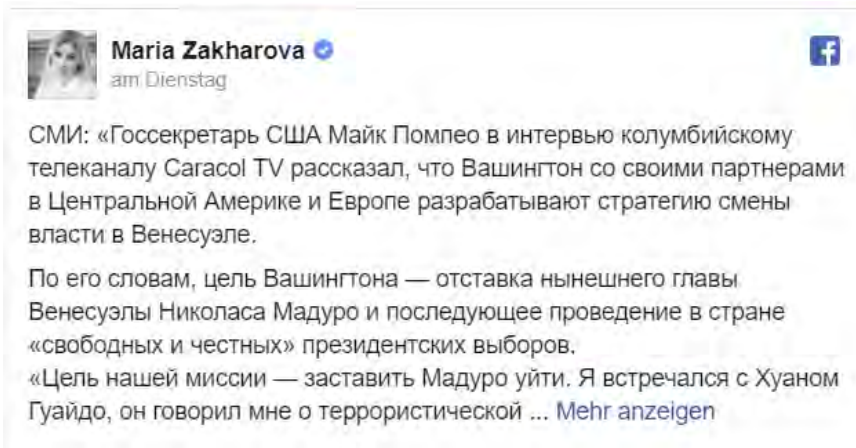 Maria Zakharova
am Dienstag
СМИ: «Госсекретарь США Майк Помпео в интервью колумбийскому
телеканалу Caracol TV рассказал, что Вашингтон со своими партнерами
в Центральной Америке и Европе разрабатывают стратегию смены
власти в Венесуэле.
По его словам, цель Вашингтона — отставка нынешнего главы
Венесуэлы Николаса Мадуро и последующее проведение в стране
«свободных и честных» президентских выборов.
«Цель нашей миссии — заставить Мадуро уйти. Я встречался с Хуаном
Гуайдо, он говорил мне о террористической ... Mehr anzeigen